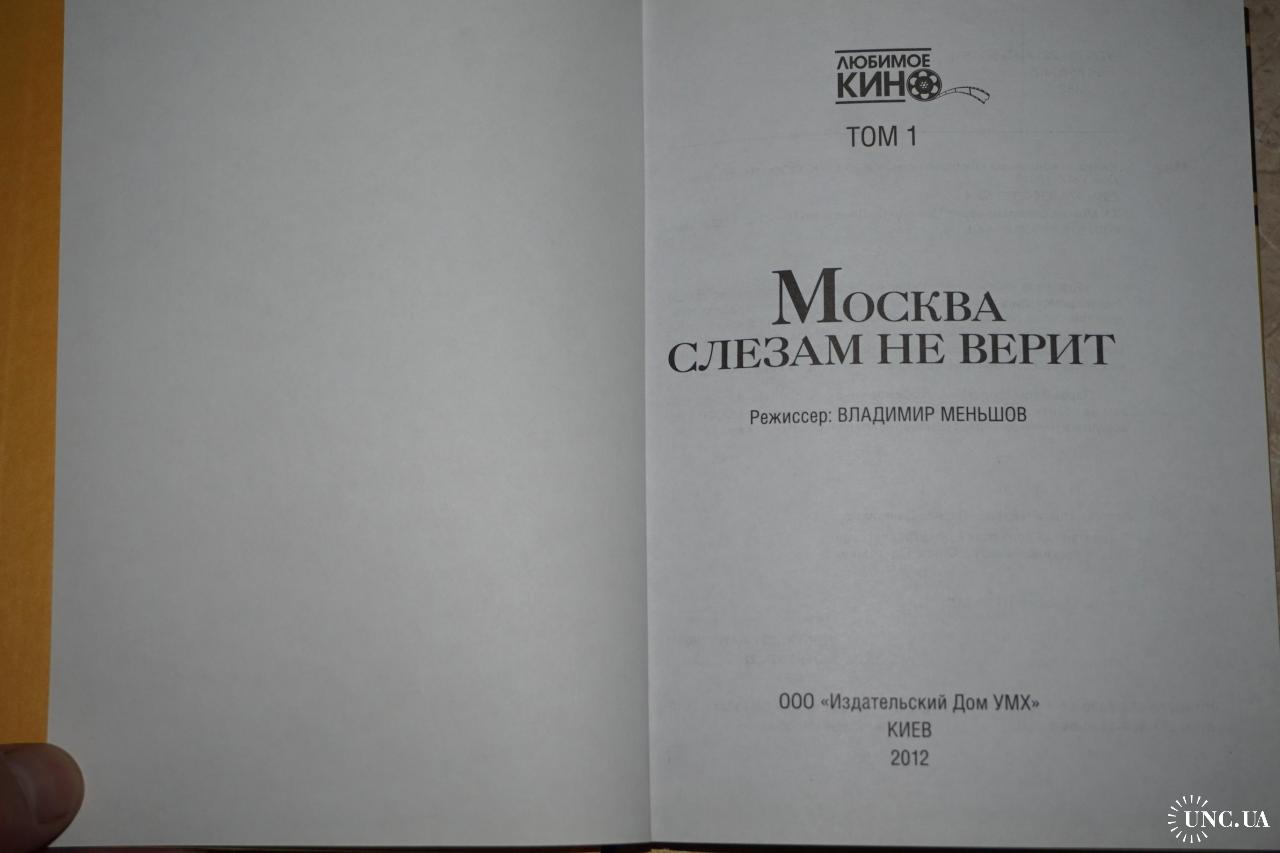 ЛЮБИМОЕ
КИНО
ТОМ 1
МОСКВА
СЛЕЗАМ НЕ ВЕРИТ
Режиссер: ВЛАДИМИР МЕНЬШОВ
ООО «Издательский Дом УМХ»
КИЕВ
2012
UNC.UA